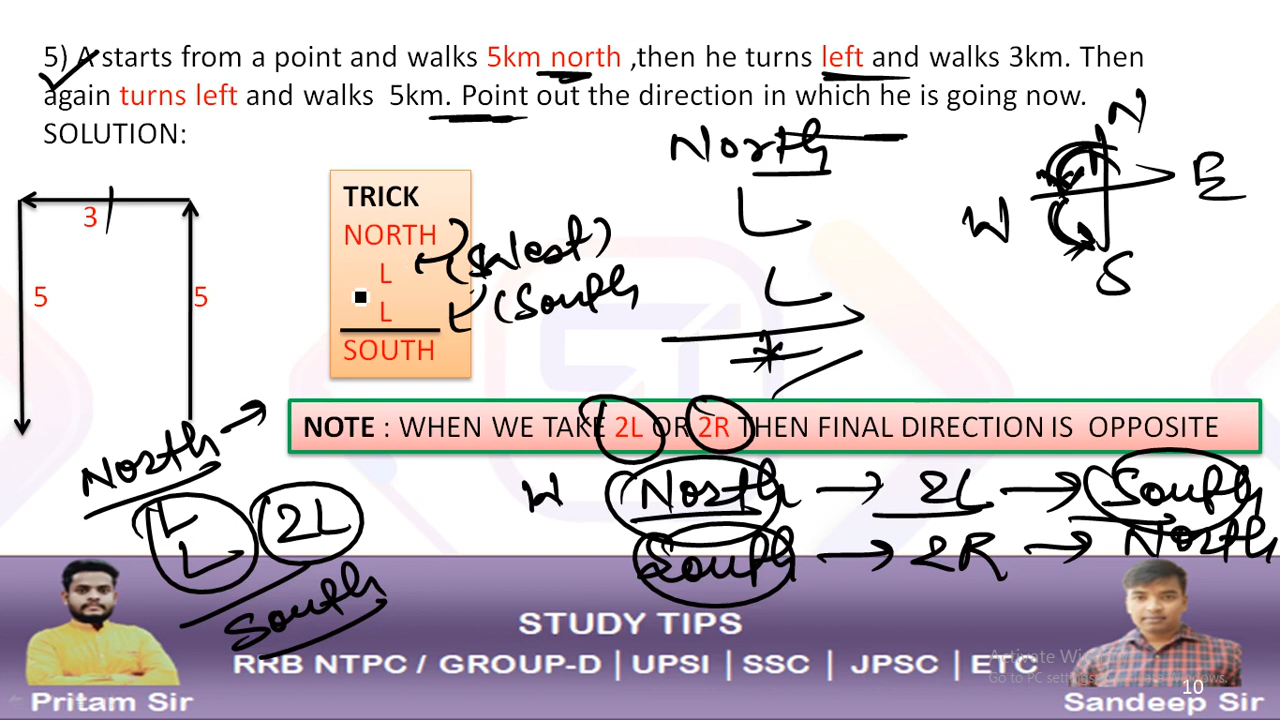 5) A starts from a point and walks 5km north ,then he turns left and walks 3km. Then
again turns left and walks 5km. Point out the direction in which he is going now.
SOLUTION:
North
L
L
N
E
W
S
3
5
5
TRICK
NORTH
L (West)
L (South
SOUTH
NOTE : WHEN WE TAKE 2L OR 2R THEN FINAL DIRECTION IS OPPOSITE
North
L
L
2L
South
W North → 2L → South
South → 2R → North
STUDY TIPS
RRB NTPC / GROUP-D | UPSI | SSC | JPSC | ETC
Pritam Sir
Sandeep Sir
10